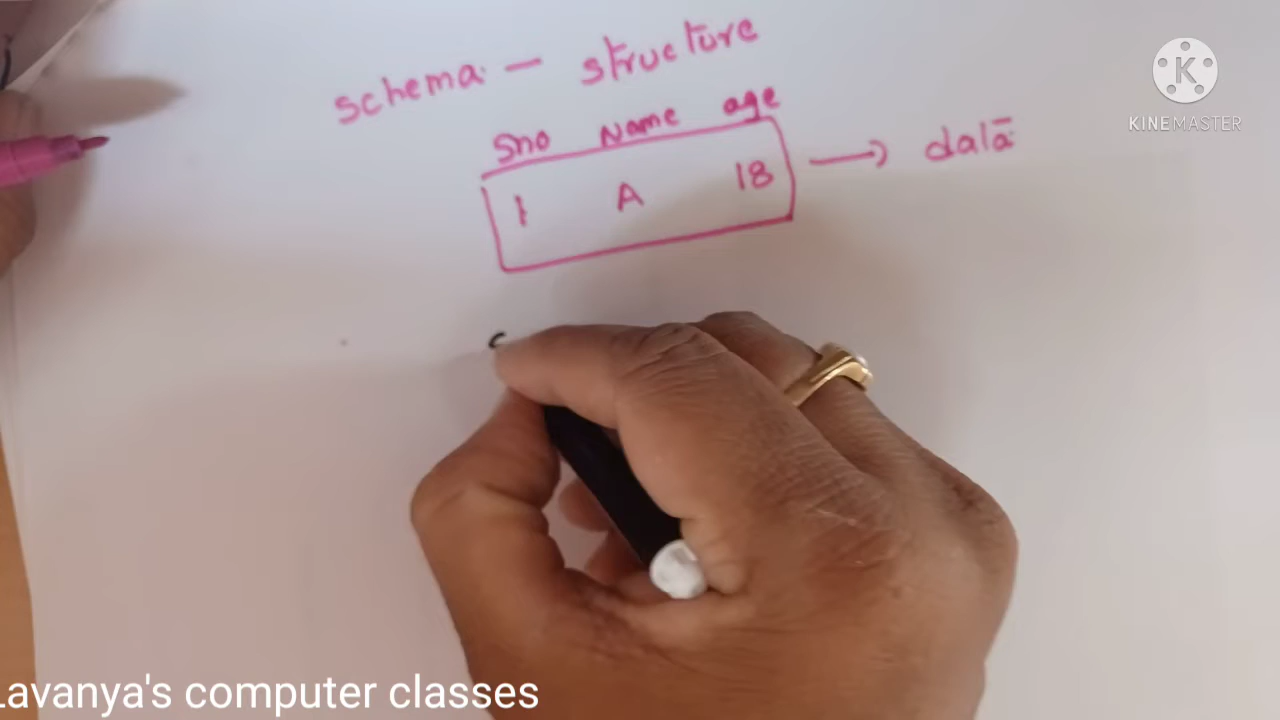 schema - structure
Sno Name age
1 A 18 → data
KINEMASTER
Lavanya's computer classes